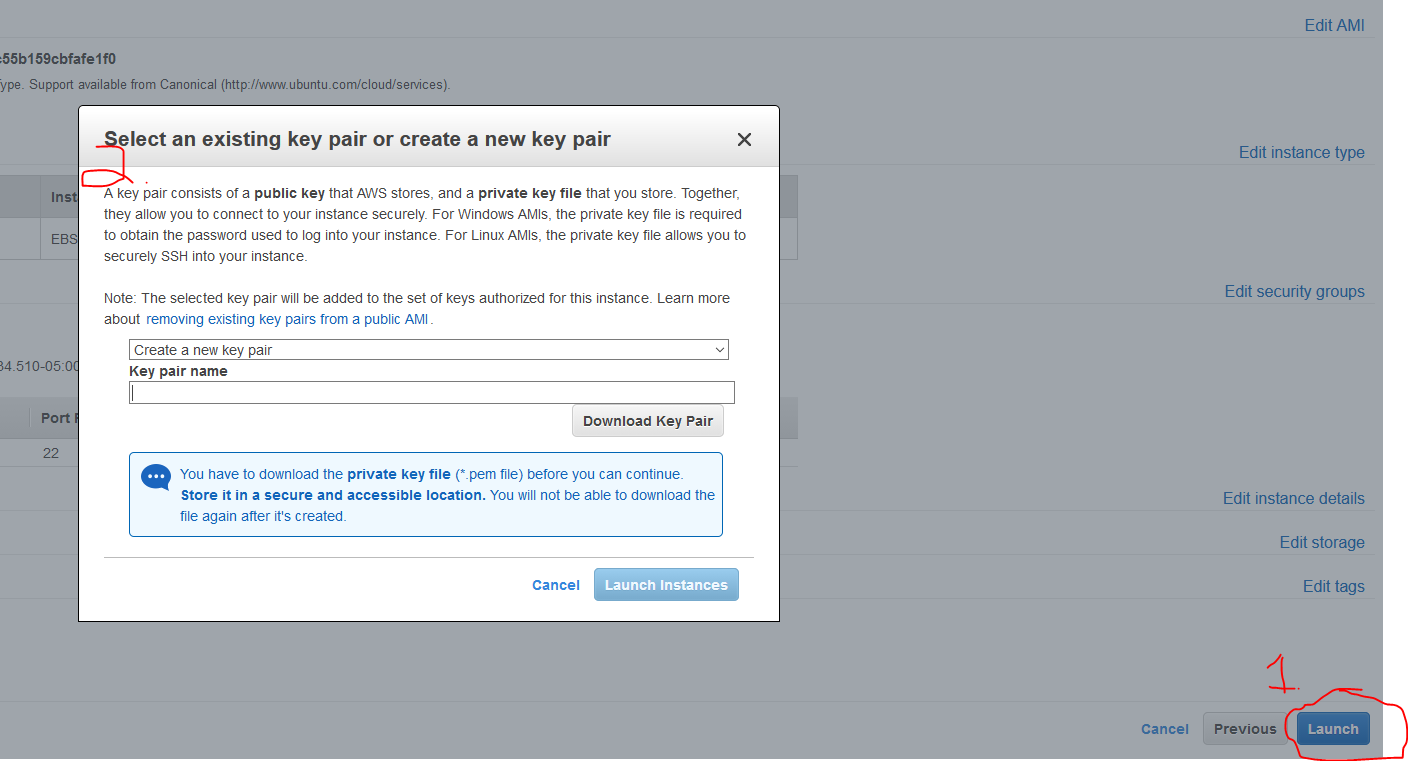 Edit AMI
c55b159cbfafe1f0
Type. Support available from Canonical (http://www.ubuntu.com/cloud/services).
Select an existing key pair or create a new key pair
Edit instance type
2.
A key pair consists of a public key that AWS stores, and a private key file that you store. Together,
they allow you to connect to your instance securely. For Windows AMIs, the private key file is required
to obtain the password used to log into your instance. For Linux AMIs, the private key file allows you to
securely SSH into your instance.
Inst
EBS
Note: The selected key pair will be added to the set of keys authorized for this instance. Learn more
about removing existing key pairs from a public AMI.
Edit security groups
Create a new key pair
34.510-05:00
Key pair name
Port
22
Download Key Pair
You have to download the private key file (*.pem file) before you can continue.
Store it in a secure and accessible location. You will not be able to download the
file again after it's created.
Edit instance details
Edit storage
Cancel Launch Instances
Edit tags
1.
Cancel Previous Launch